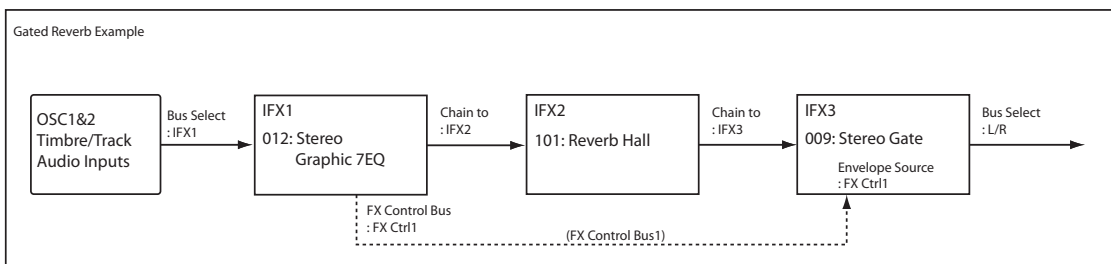 Gated Reverb Example
OSC1&2
Timbre/Track
Audio Inputs
Bus Select
: IFX1
IFX1
012: Stereo
Graphic 7EQ
Chain to
: IFX2
IFX2
101: Reverb Hall
Chain to
: IFX3
IFX3
009: Stereo Gate
Envelope Source
: FX Ctrl1
Bus Select
: L/R
FX Control Bus
: FX Ctrl1
(FX Control Bus1)